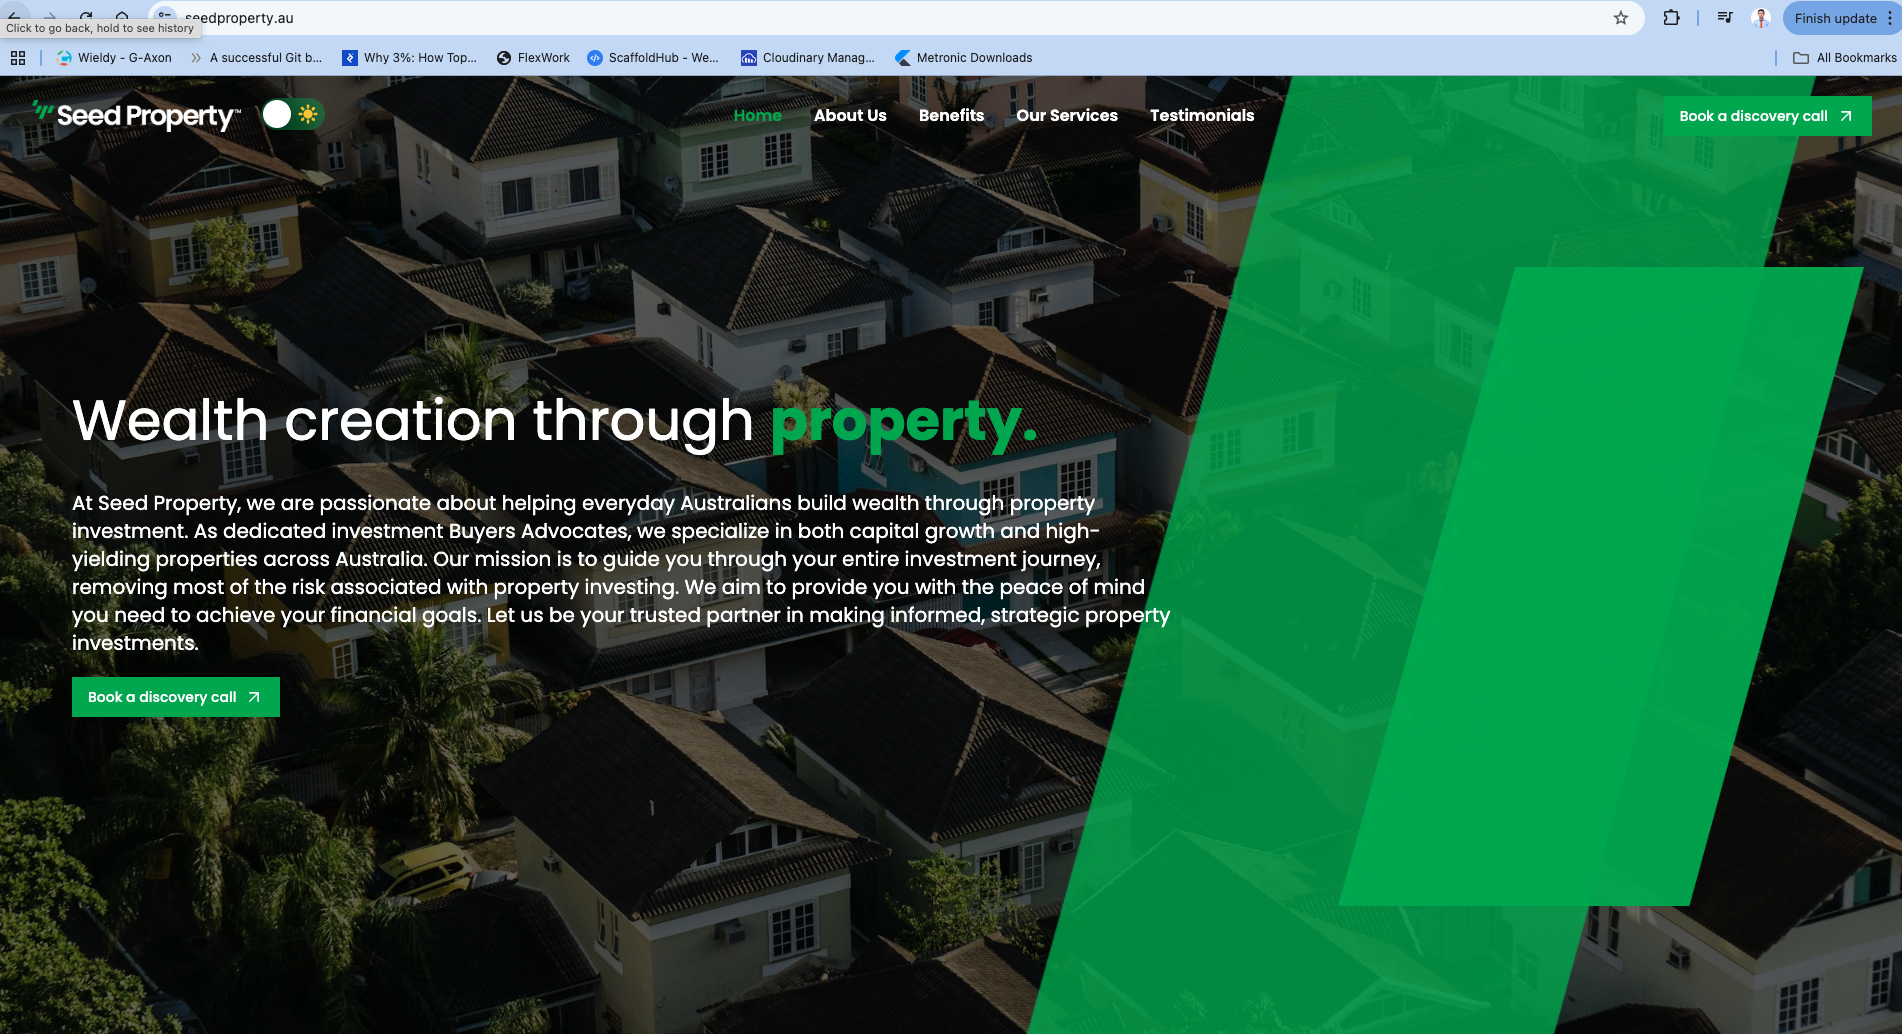 seedproperty.au
Finish update
Click to go back, hold to see history
Wieldy - G-Axon
A successful Git b...
Why 3%: How Top...
FlexWork
ScaffoldHub - We...
Cloudinary Manag...
Metronic Downloads
All Bookmarks
Seed Property™
Home
About Us
Benefits
Our Services
Testimonials
Book a discovery call
Wealth creation through property.
At Seed Property, we are passionate about helping everyday Australians build wealth through property
investment. As dedicated investment Buyers Advocates, we specialize in both capital growth and high-
yielding properties across Australia. Our mission is to guide you through your entire investment journey,
removing most of the risk associated with property investing. We aim to provide you with the peace of mind
you need to achieve your financial goals. Let us be your trusted partner in making informed, strategic property
investments.
Book a discovery call